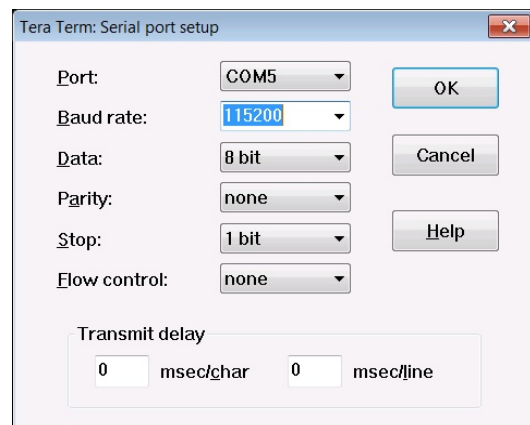 Tera Term: Serial port setup
Port: COM5
OK
Baud rate: 115200
Data: 8 bit
Cancel
Parity: none
Stop: 1 bit
Help
Flow control: none
Transmit delay
0 msec/char 0 msec/line